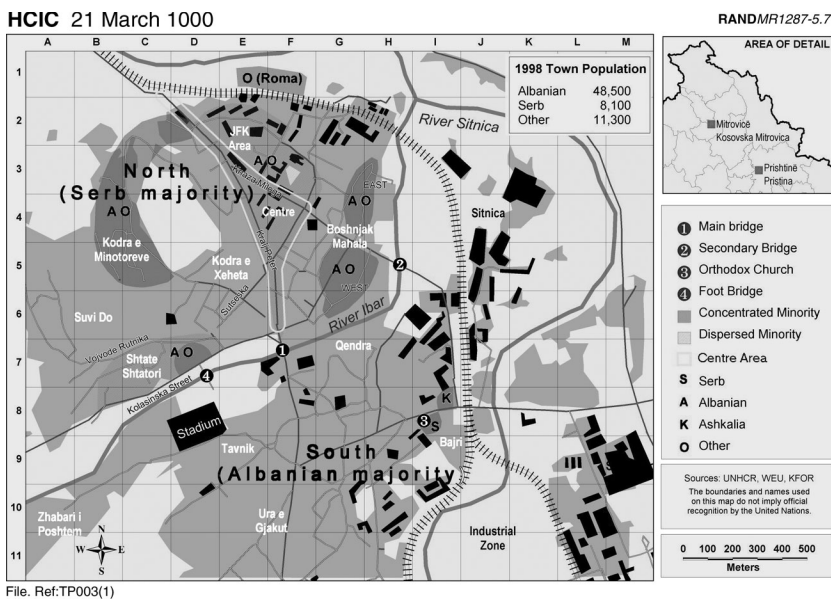 HCIC 21 March 1000
RANDMR1287-5.7
A B C D E F G H I J K L M
1
2
3
4
5
6
7
8
9
10
11
O (Roma)
1998 Town Population
Albanian 48,500
Serb 8,100
Other 11,300
River Sitnica
JFK
Area
A O
North
(Serb majority)
EAST
A O
Centre
A O
Kodra e
Minotoreve
Boshnjak
Mahala
Sitnica
Kralj Peter
Kodra e
Xeheta
A O
WEST
2
Sutjeska
Suvi Do
River Ibar
Vojvode Putnika
Qendra
Shtate
Shtatori
A O
1
4
Kolasinska Street
K
Stadium
3 S
Bajri
Tavnik
South
(Albanian majority)
S
Zhabari i
Poshtem
Ura e
Gjakut
Industrial
Zone
N
W E
S
AREA OF DETAIL
Mitrovicë
Kosovska Mitrovica
Prishtinë
Pristina
1 Main bridge
2 Secondary Bridge
3 Orthodox Church
4 Foot Bridge
Concentrated Minority
Dispersed Minority
Centre Area
S Serb
A Albanian
K Ashkalia
O Other
Sources: UNHCR, WEU, KFOR
The boundaries and names used
on this map do not imply official
recognition by the United Nations.
0 100 200 300 400 500
Meters
File. Ref:TP003(1)